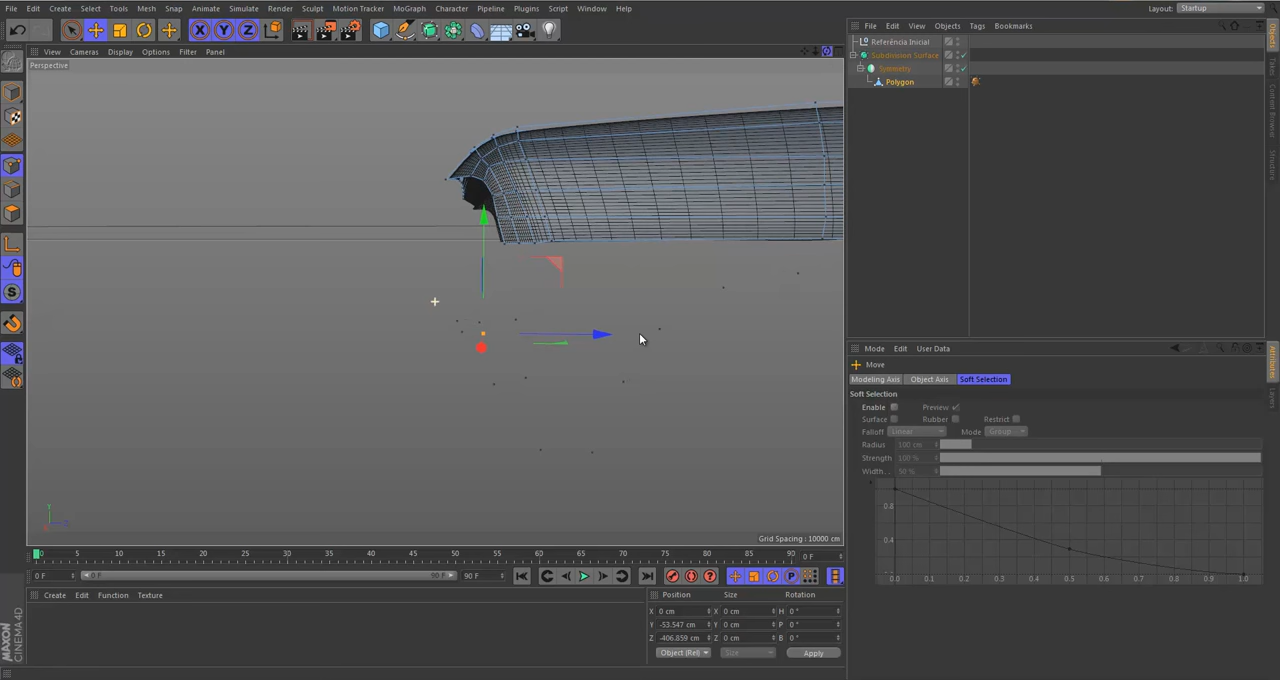 File Edit Create Select Tools Mesh Snap Animate Simulate Render Sculpt Motion Tracker MoGraph Character Pipeline Plugins Script Window Help Layout: Startup
X Y Z
File Edit View Objects Tags Bookmarks
Referência Inicial
Subdivision Surface
Symmetry
Polygon
View Cameras Display Options Filter Panel
Perspective
Grid Spacing : 10000 cm
Objects
Takes
Content Browser
Structure
Mode Edit User Data
Move
Modeling Axis Object Axis Soft Selection
Soft Selection
Enable Preview
Surface Rubber Restrict
Falloff Linear Mode Group
Radius 100 cm
Strength 100 %
Width... 50 %
0.8
0.4
0.0 0.1 0.2 0.3 0.4 0.5 0.6 0.7 0.8 0.9 1.0
Attributes
Layers
0 5 10 15 20 25 30 35 40 45 50 55 60 65 70 75 80 85 90 0 F
0 F 0 F 90 F 90 F
Create Edit Function Texture
Position Size Rotation
X 0 cm X 0 cm H 0 °
Y -53.547 cm Y 0 cm P 0 °
Z -406.859 cm Z 0 cm B 0 °
Object (Rel) Size Apply
MAXON
CINEMA 4D